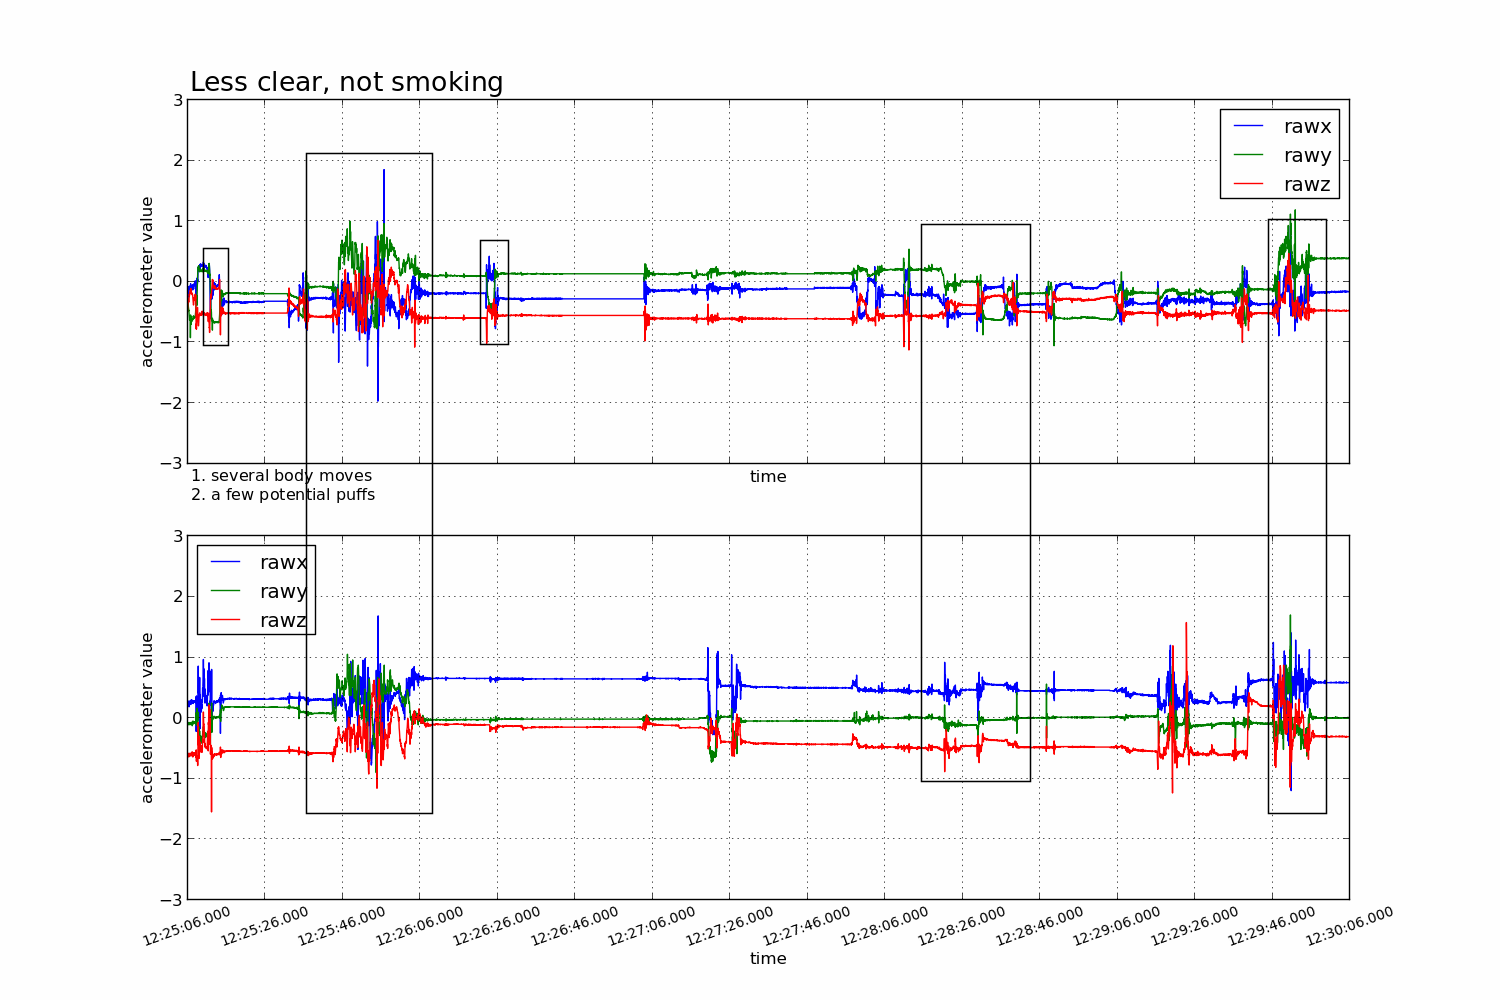 Less clear, not smoking
3
2
1
0
−1
−2
−3
accelerometer value
rawx
rawy
rawz
time
1. several body moves
2. a few potential puffs
3
2
1
0
−1
−2
−3
accelerometer value
rawx
rawy
rawz
12:25:06.000
12:25:26.000
12:25:46.000
12:26:06.000
12:26:26.000
12:26:46.000
12:27:06.000
12:27:26.000
12:27:46.000
12:28:06.000
12:28:26.000
12:28:46.000
12:29:06.000
12:29:26.000
12:29:46.000
12:30:06.000
time